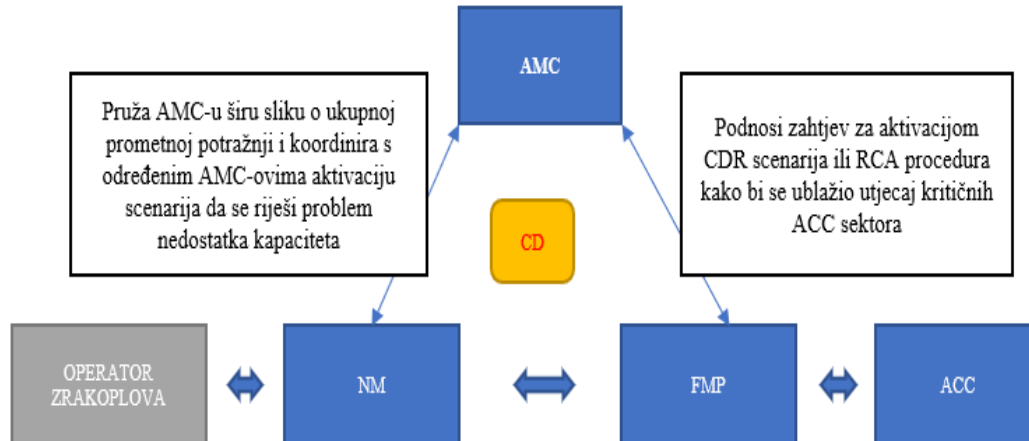 AMC
Pruža AMC-u širu sliku o ukupnoj
prometnoj potražnji i koordinira s
određenim AMC-ovima aktivaciju
scenarija da se riješi problem
nedostatka kapaciteta
Podnosi zahtjev za aktivacijom
CDR scenarija ili RCA procedura
kako bi se ublažio utjecaj kritičnih
ACC sektora
CD
OPERATOR
ZRAKOPLOVA
NM
FMP
ACC